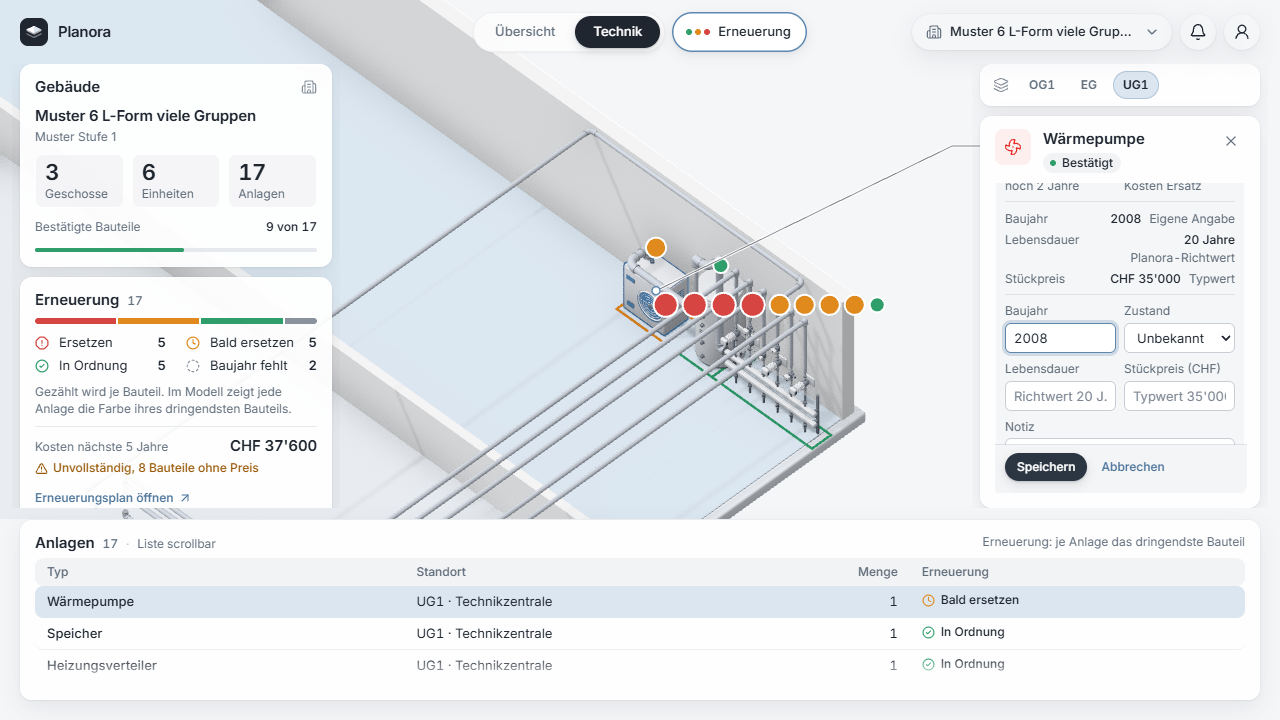 Planora
Übersicht
Technik
Erneuerung
Muster 6 L-Form viele Grup...
Gebäude
Muster 6 L-Form viele Gruppen
Muster Stufe 1
3 Geschosse
6 Einheiten
17 Anlagen
Bestätigte Bauteile 9 von 17
Erneuerung 17
Ersetzen 5 Bald ersetzen 5
In Ordnung 5 Baujahr fehlt 2
Gezählt wird je Bauteil. Im Modell zeigt jede
Anlage die Farbe ihres dringendsten Bauteils.
Kosten nächste 5 Jahre CHF 37'600
Unvollständig, 8 Bauteile ohne Preis
Erneuerungsplan öffnen
OG1 EG UG1
Wärmepumpe
Bestätigt
noch 2 Jahre Kosten Ersatz
Baujahr 2008 Eigene Angabe
Lebensdauer 20 Jahre
Planora-Richtwert
Stückpreis CHF 35'000 Typwert
Baujahr Zustand
2008 Unbekannt
Lebensdauer Stückpreis (CHF)
Richtwert 20 J. Typwert 35'00
Notiz
Speichern Abbrechen
Anlagen 17 · Liste scrollbar
Erneuerung: je Anlage das dringendste Bauteil
Typ Standort Menge Erneuerung
Wärmepumpe UG1 · Technikzentrale 1 Bald ersetzen
Speicher UG1 · Technikzentrale 1 In Ordnung
Heizungsverteiler UG1 · Technikzentrale 1 In Ordnung